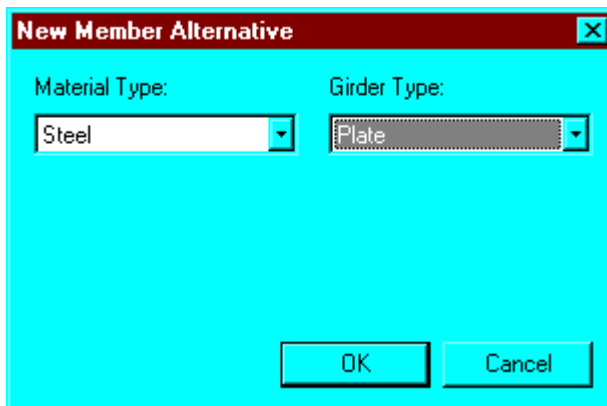 New Member Alternative
Material Type: Girder Type:
Steel Plate
OK Cancel